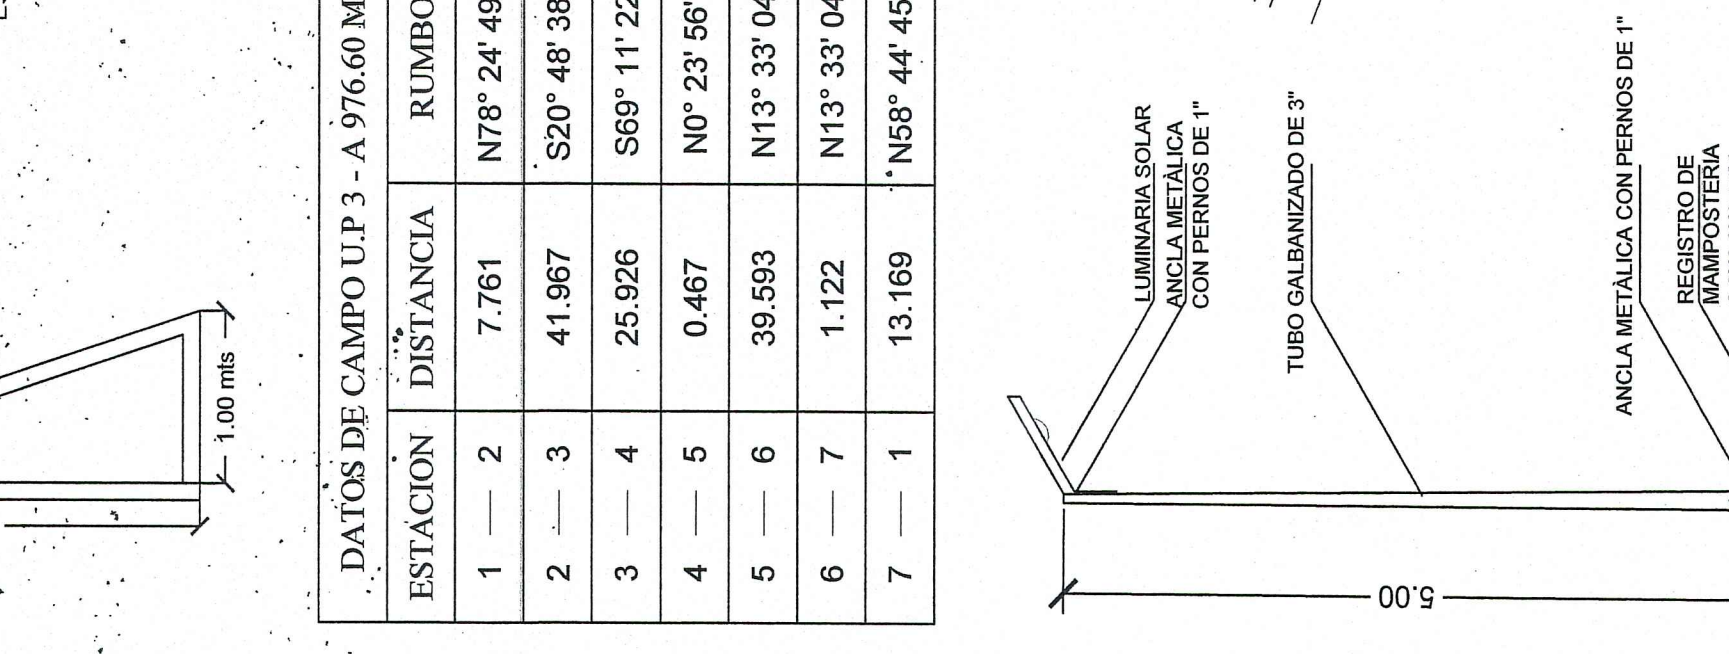 1.00 mts
DATOS DE CAMPO U.P 3 - A 976.60 M
ESTACION DISTANCIA RUMBO
1 — 2 7.761 N78° 24' 49
2 — 3 41.967 S20° 48' 38
3 — 4 25.926 S69° 11' 22
4 — 5 0.467 N0° 23' 56"
5 — 6 39.593 N13° 33' 04
6 — 7 1.122 N13° 33' 04
7 — 1 13.169 N58° 44' 45
LUMINARIA SOLAR
ANCLA METÀLICA
CON PERNOS DE 1"
TUBO GALBANIZADO DE 3"
ANCLA METÀLICA CON PERNOS DE 1"
REGISTRO DE
MAMPOSTERIA
5.00